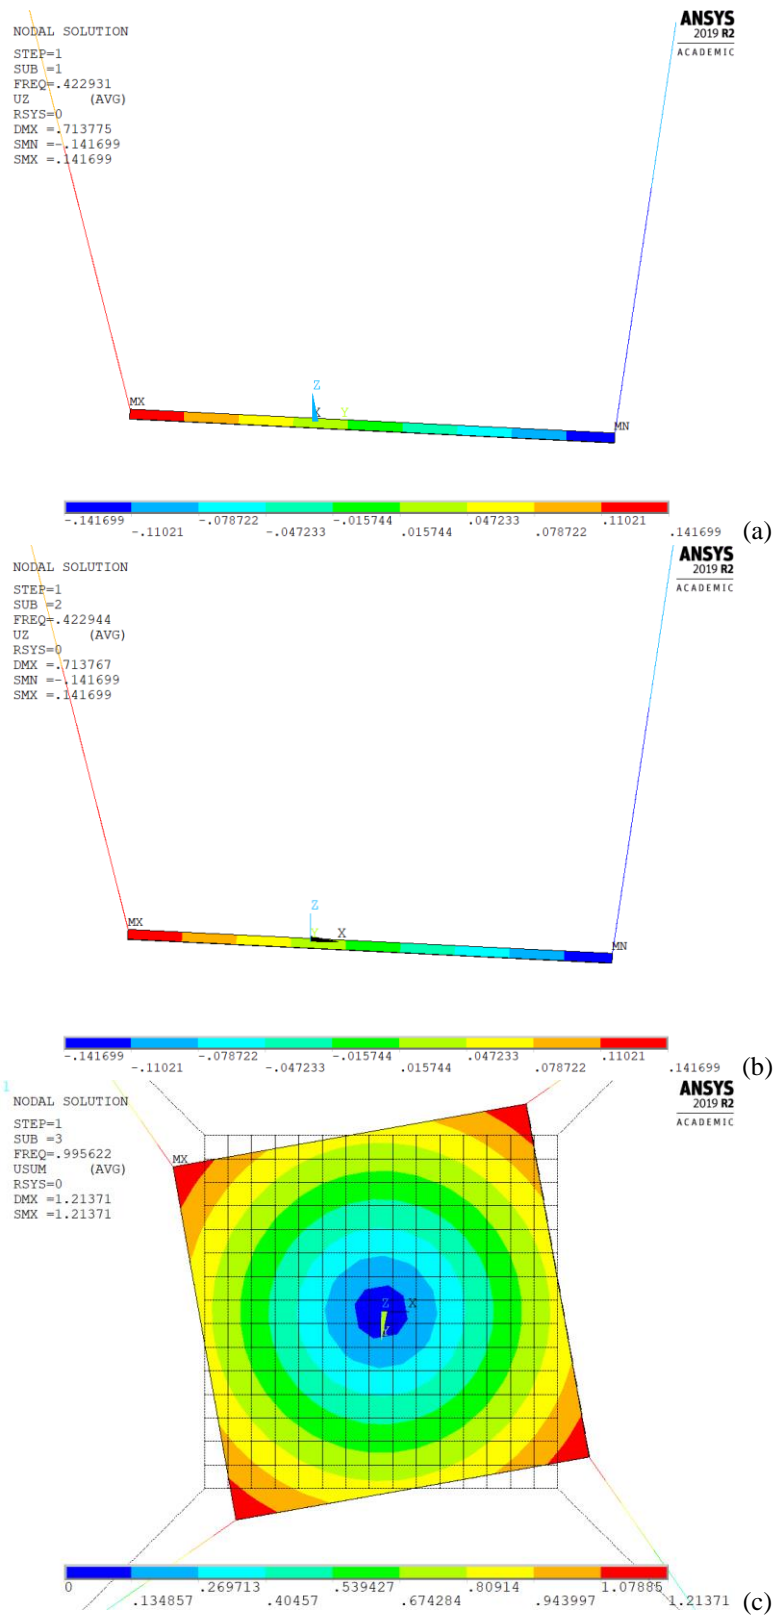 NODAL SOLUTION
STEP=1
SUB =1
FREQ=.422931
UZ (AVG)
RSYS=0
DMX =.713775
SMN =-.141699
SMX =.141699
ANSYS
2019 R2
ACADEMIC
MX
Z
X Y
MN
-.141699 -.078722 -.015744 .047233 .11021
-.11021 -.047233 .015744 .078722 .141699
(a)
NODAL SOLUTION
STEP=1
SUB =2
FREQ=.422944
UZ (AVG)
RSYS=0
DMX =.713767
SMN =-.141699
SMX =.141699
ANSYS
2019 R2
ACADEMIC
MX
Z
Y X
MN
-.141699 -.078722 -.015744 .047233 .11021
-.11021 -.047233 .015744 .078722 .141699
(b)
1
NODAL SOLUTION
STEP=1
SUB =3
FREQ=.995622
USUM (AVG)
RSYS=0
DMX =1.21371
SMX =1.21371
ANSYS
2019 R2
ACADEMIC
MX
Z X
Y
0 .269713 .539427 .80914 1.07885
.134857 .40457 .674284 .943997 1.21371
(c)